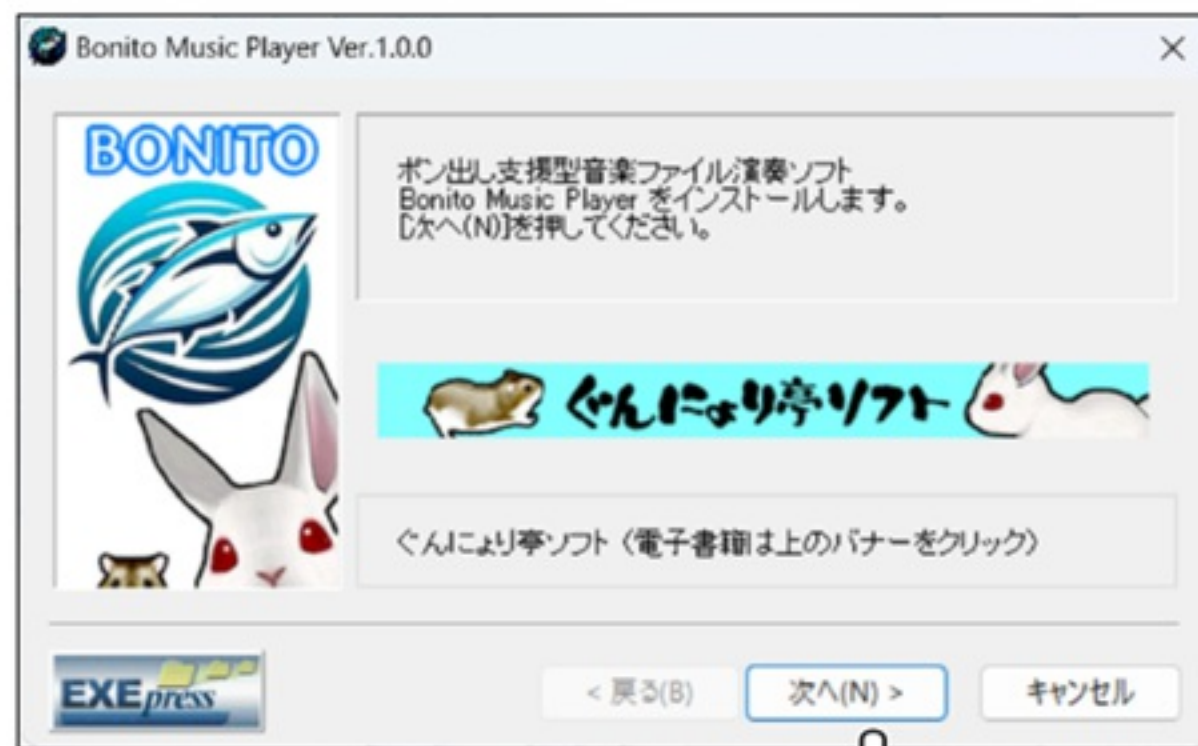 Bonito Music Player Ver.1.0.0
BONITO
ポン出し支援型音楽ファイル演奏ソフト
Bonito Music Player をインストールします。
[次へ(N)]を押してください。
ぐんにょり亭ソフト
ぐんにょり亭ソフト (電子書籍は上のバナーをクリック)
EXEpress
< 戻る(B)
次へ(N) >
キャンセル